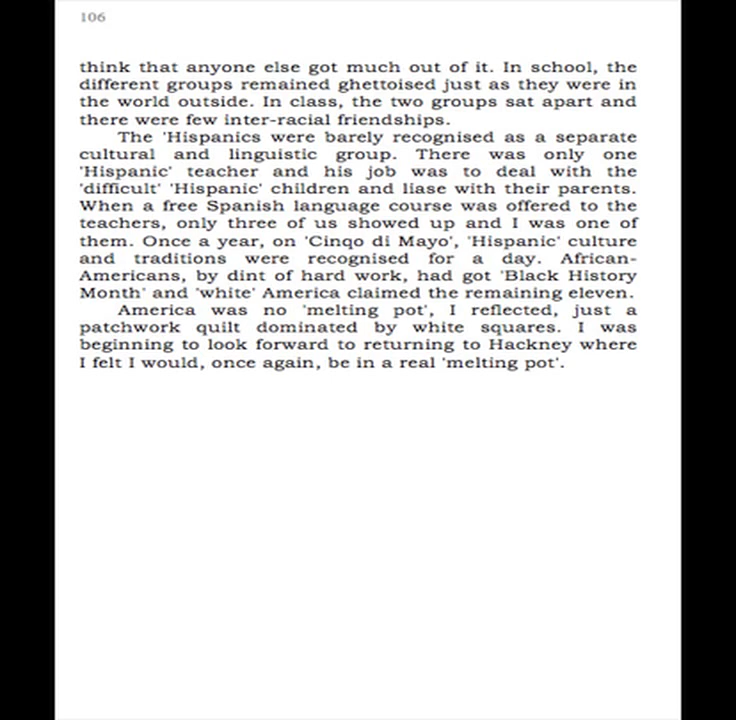 106
think that anyone else got much out of it. In school, the
different groups remained ghettoised just as they were in
the world outside. In class, the two groups sat apart and
there were few inter-racial friendships.
The 'Hispanics were barely recognised as a separate
cultural and linguistic group. There was only one
'Hispanic' teacher and his job was to deal with the
'difficult' 'Hispanic' children and liase with their parents.
When a free Spanish language course was offered to the
teachers, only three of us showed up and I was one of
them. Once a year, on 'Cinqo di Mayo', 'Hispanic' culture
and traditions were recognised for a day. African-
Americans, by dint of hard work, had got 'Black History
Month' and 'white' America claimed the remaining eleven.
America was no 'melting pot', I reflected, just a
patchwork quilt dominated by white squares. I was
beginning to look forward to returning to Hackney where
I felt I would, once again, be in a real 'melting pot'.